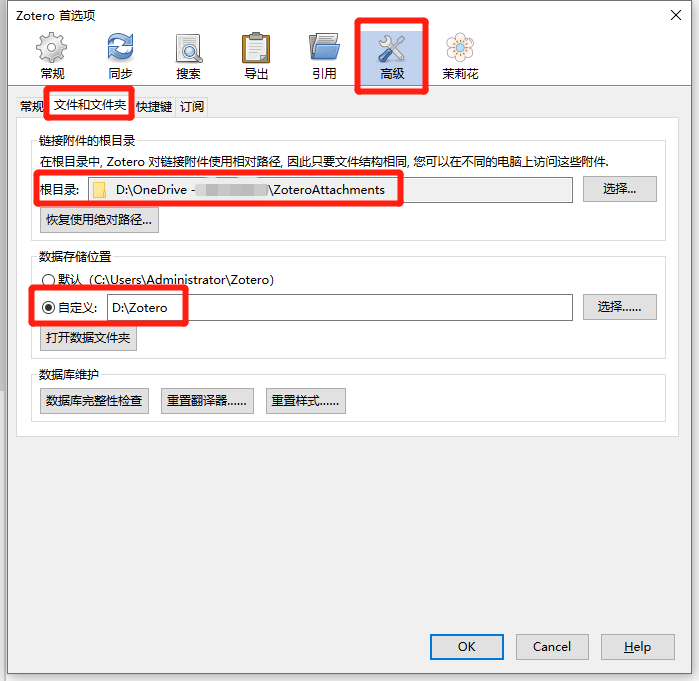 Zotero 首选项
常规 同步 搜索 导出 引用 高级 茉莉花
常规 文件和文件夹 快捷键 订阅
链接附件的根目录
在根目录中, Zotero 对链接附件使用相对路径, 因此只要文件结构相同, 您可以在不同的电脑上访问这些附件.
根目录: D:\OneDrive - \ZoteroAttachments 选择...
恢复使用绝对路径...
数据存储位置
默认（C:\Users\Administrator\Zotero）
自定义: D:\Zotero 选择......
打开数据文件夹
数据库维护
数据库完整性检查 重置翻译器...... 重置样式......
OK Cancel Help